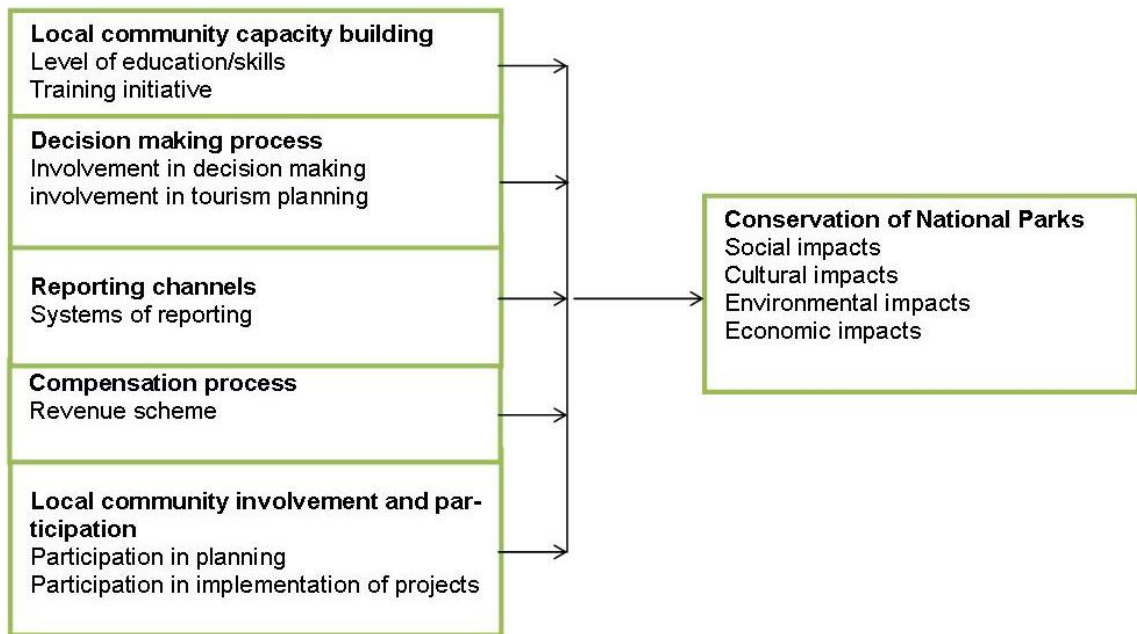 Local community capacity building
Level of education/skills
Training initiative
Decision making process
Involvement in decision making
involvement in tourism planning
Reporting channels
Systems of reporting
Compensation process
Revenue scheme
Local community involvement and par-
ticipation
Participation in planning
Participation in implementation of projects
Conservation of National Parks
Social impacts
Cultural impacts
Environmental impacts
Economic impacts